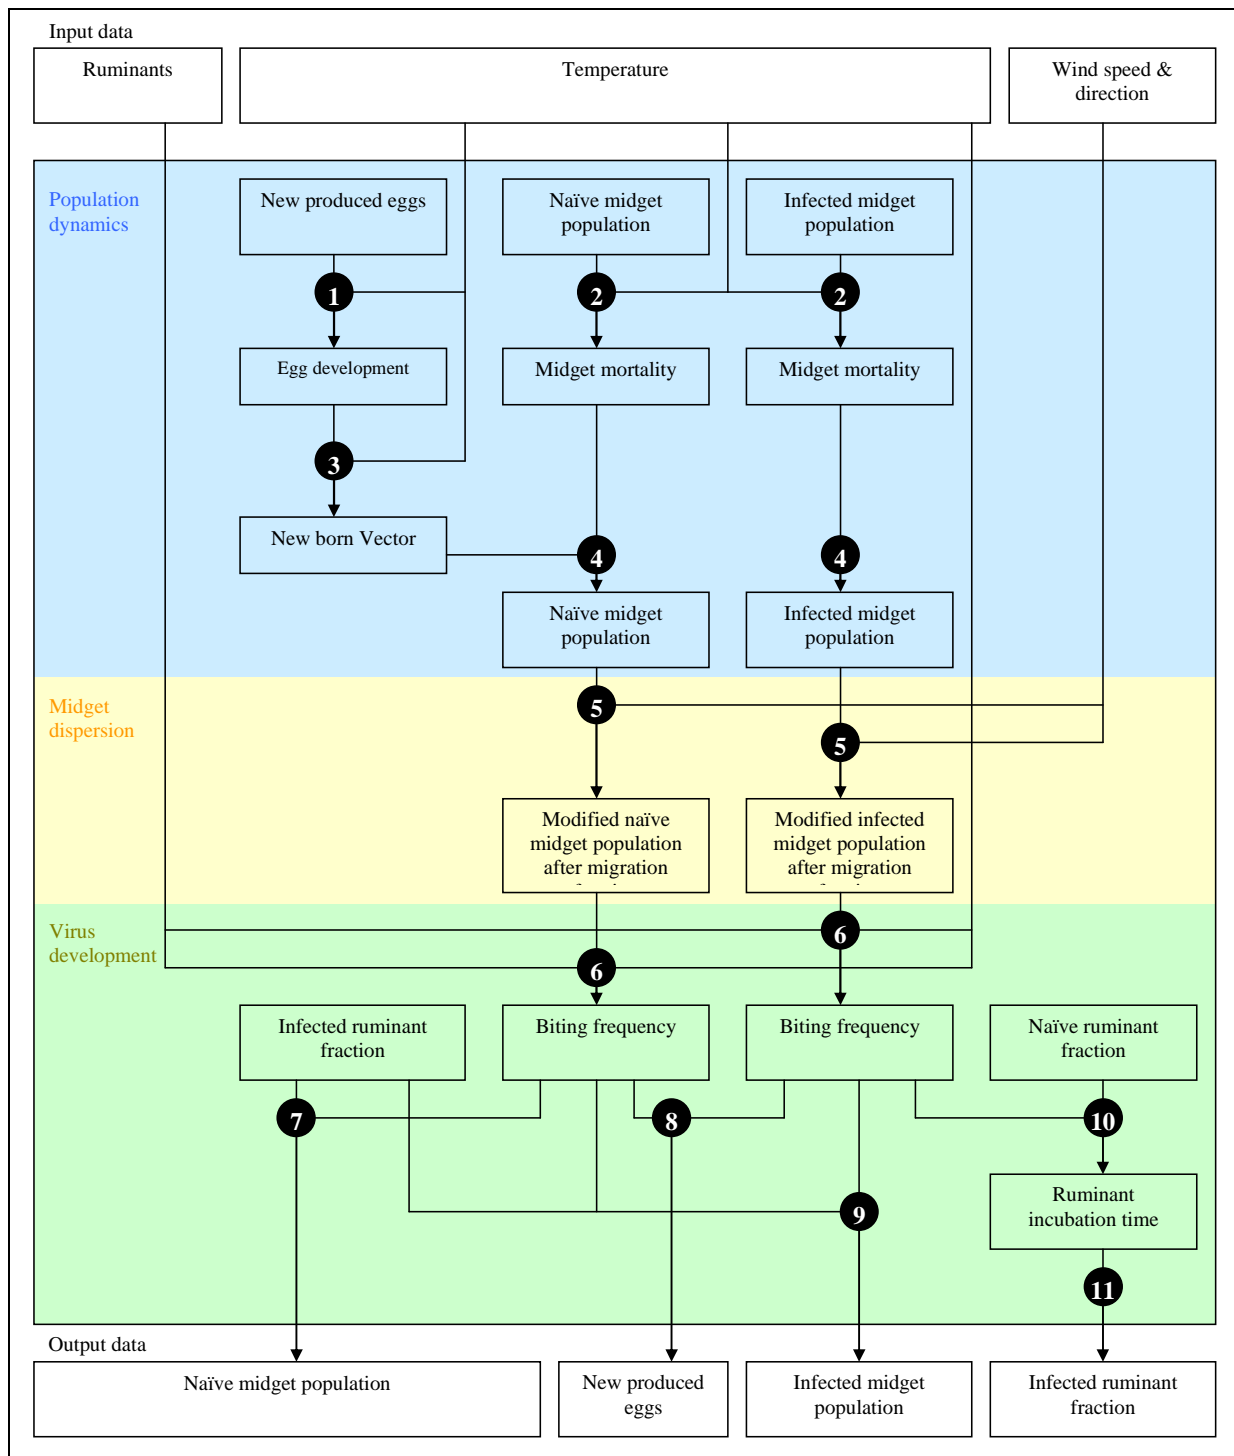 Input data
Ruminants
Temperature
Wind speed &
direction
Population
dynamics
New produced eggs
Naïve midget
population
Infected midget
population
1
2
2
Egg development
Midget mortality
Midget mortality
3
New born Vector
4
4
Naïve midget
population
Infected midget
population
Midget
dispersion
5
5
Modified naïve
midget population
after migration
Modified infected
midget population
after migration
Virus
development
6
6
Infected ruminant
fraction
Biting frequency
Biting frequency
Naïve ruminant
fraction
7
8
10
Ruminant
incubation time
9
11
Output data
Naïve midget population
New produced
eggs
Infected midget
population
Infected ruminant
fraction